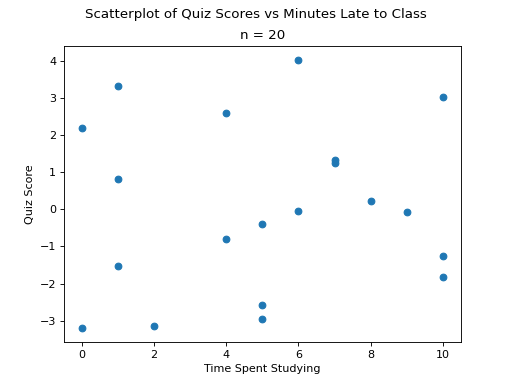 Scatterplot of Quiz Scores vs Minutes Late to Class
n = 20
4
3
2
1
0
−1
−2
−3
Quiz Score
0 2 4 6 8 10
Time Spent Studying